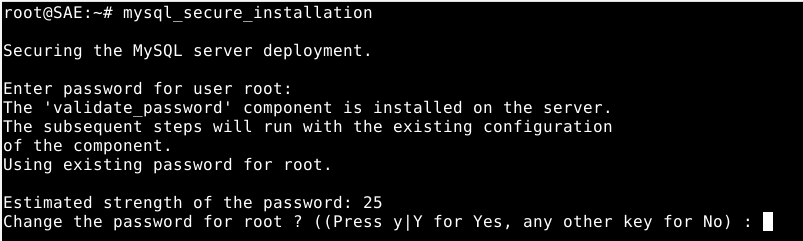 root@SAE:~# mysql_secure_installation
Securing the MySQL server deployment.
Enter password for user root:
The 'validate_password' component is installed on the server.
The subsequent steps will run with the existing configuration
of the component.
Using existing password for root.
Estimated strength of the password: 25
Change the password for root ? ((Press y|Y for Yes, any other key for No) :